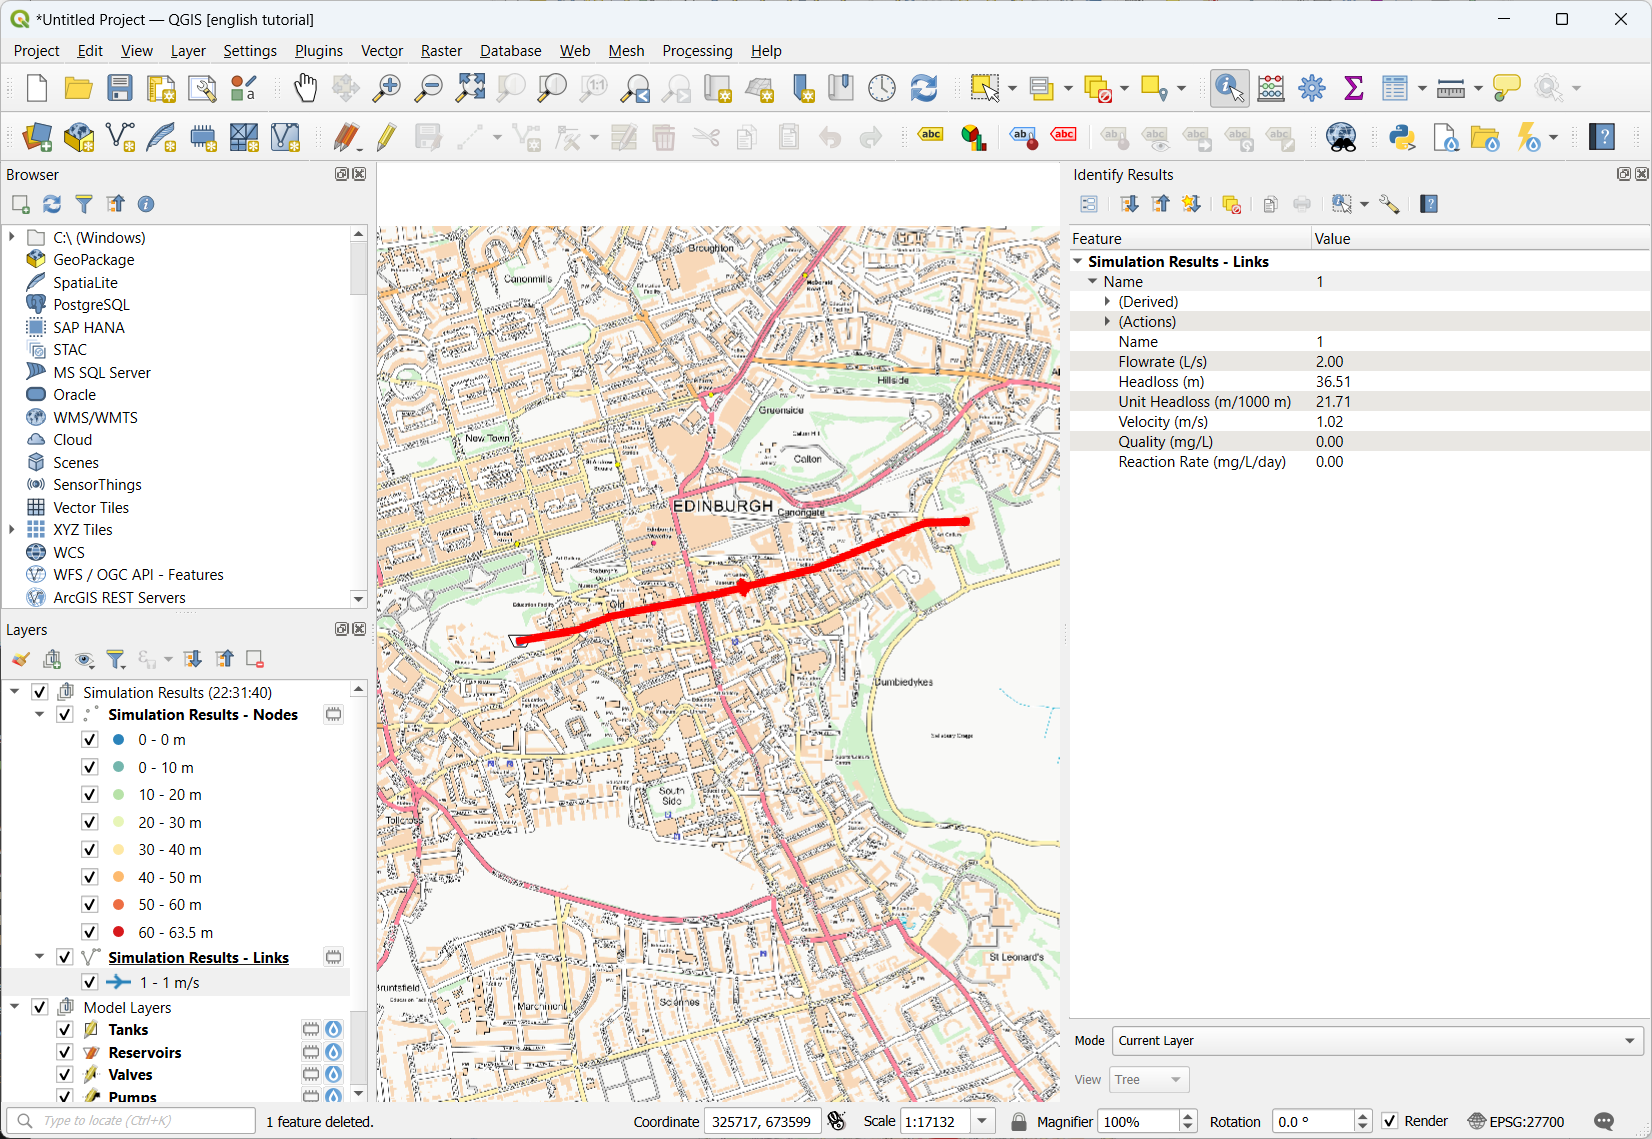 *Untitled Project — QGIS [english tutorial]
Project Edit View Layer Settings Plugins Vector Raster Database Web Mesh Processing Help
Browser
C:\ (Windows)
GeoPackage
SpatiaLite
PostgreSQL
SAP HANA
STAC
MS SQL Server
Oracle
WMS/WMTS
Cloud
Scenes
SensorThings
Vector Tiles
XYZ Tiles
WCS
WFS / OGC API - Features
ArcGIS REST Servers
Layers
Simulation Results (22:31:40)
Simulation Results - Nodes
0 - 0 m
0 - 10 m
10 - 20 m
20 - 30 m
30 - 40 m
40 - 50 m
50 - 60 m
60 - 63.5 m
Simulation Results - Links
1 - 1 m/s
Model Layers
Tanks
Reservoirs
Valves
Pumps
Broughton
Canonmills
Hillside
Greenside
Calton Hill
New Town
Calton
EDINBURGH
Canongate
Old
Dumbiedykes
Salisbury Crags
South
Side
Tollcross
St Leonard's
Bruntsfield
Marchmont
Sciennes
Identify Results
Feature Value
Simulation Results - Links
Name 1
(Derived)
(Actions)
Name 1
Flowrate (L/s) 2.00
Headloss (m) 36.51
Unit Headloss (m/1000 m) 21.71
Velocity (m/s) 1.02
Quality (mg/L) 0.00
Reaction Rate (mg/L/day) 0.00
Mode Current Layer
View Tree
Type to locate (Ctrl+K) 1 feature deleted. Coordinate 325717, 673599 Scale 1:17132 Magnifier 100% Rotation 0.0 ° Render EPSG:27700